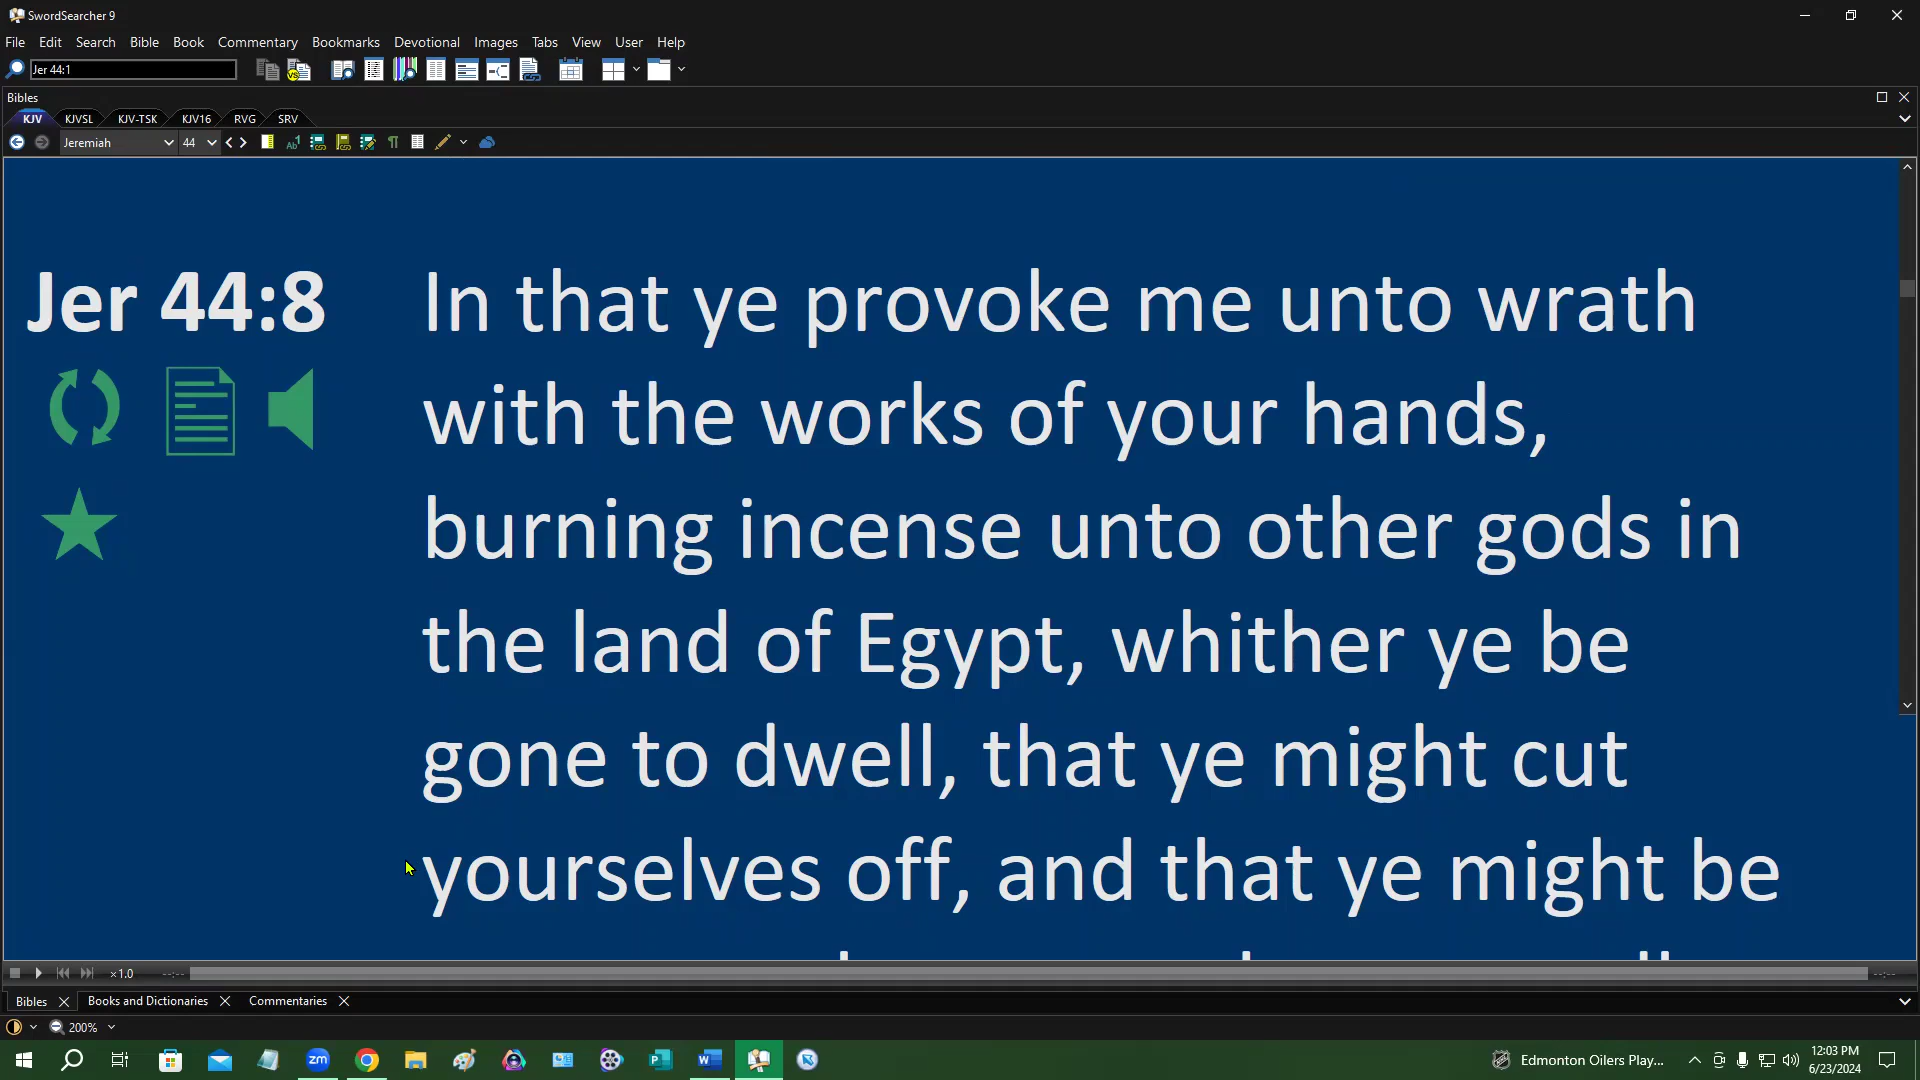 SwordSearcher 9
File Edit Search Bible Book Commentary Bookmarks Devotional Images Tabs View User Help
Jer 44:1
Bibles
KJV KJVSL KJV-TSK KJV16 RVG SRV
Jeremiah 44
Jer 44:8 In that ye provoke me unto wrath
with the works of your hands,
burning incense unto other gods in
the land of Egypt, whither ye be
gone to dwell, that ye might cut
yourselves off, and that ye might be
×1.0 --:-- --:--
Bibles Books and Dictionaries Commentaries
200%
zm
Edmonton Oilers Play...
12:03 PM
6/23/2024